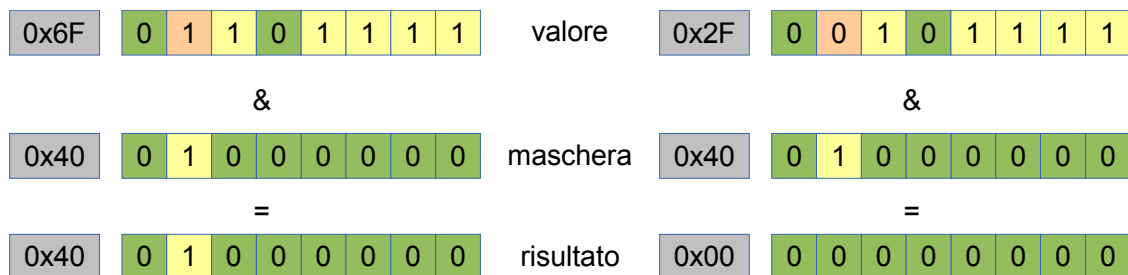 0x6F 0 1 1 0 1 1 1 1 valore 0x2F 0 0 1 0 1 1 1 1
& &
0x40 0 1 0 0 0 0 0 0 maschera 0x40 0 1 0 0 0 0 0 0
= =
0x40 0 1 0 0 0 0 0 0 risultato 0x00 0 0 0 0 0 0 0 0